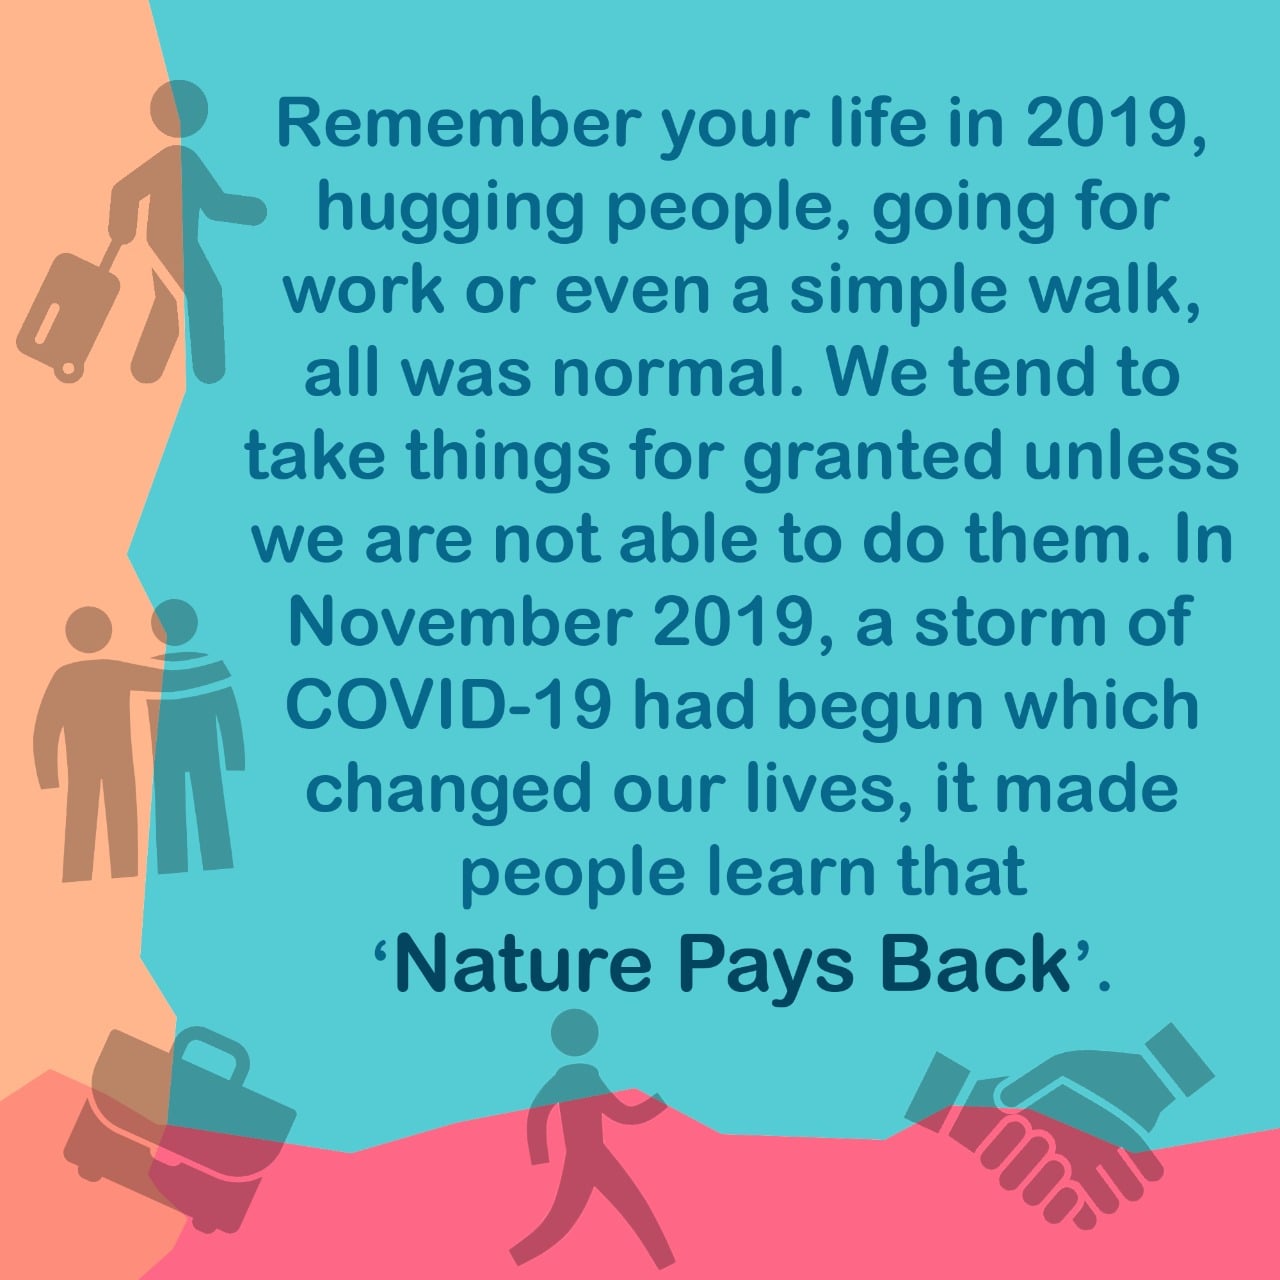 Remember your life in 2019,
hugging people, going for
work or even a simple walk,
all was normal. We tend to
take things for granted unless
we are not able to do them. In
November 2019, a storm of
COVID-19 had begun which
changed our lives, it made
people learn that
‘Nature Pays Back’.